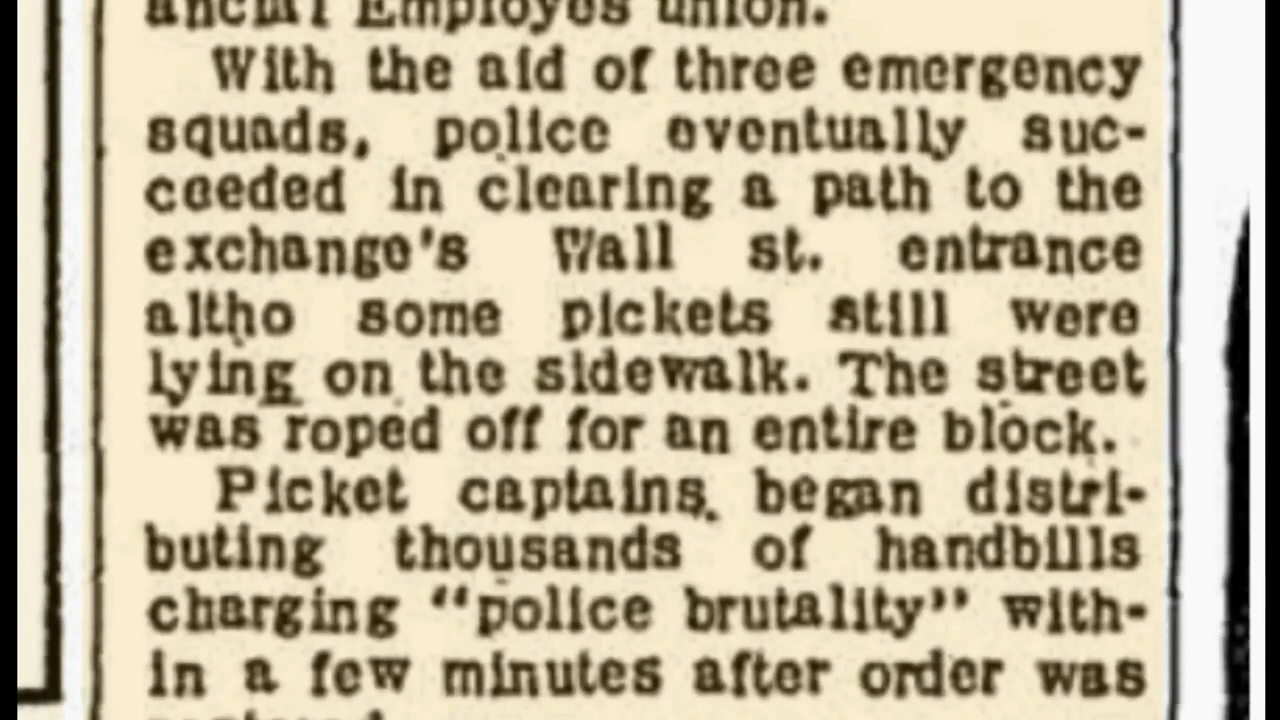 ancial Employes union.
With the aid of three emergency
squads, police eventually suc-
ceeded in clearing a path to the
exchange's Wall st. entrance
altho some pickets still were
lying on the sidewalk. The street
was roped off for an entire block.
Picket captains, began distri-
buting thousands of handbills
charging "police brutality" with-
in a few minutes after order was